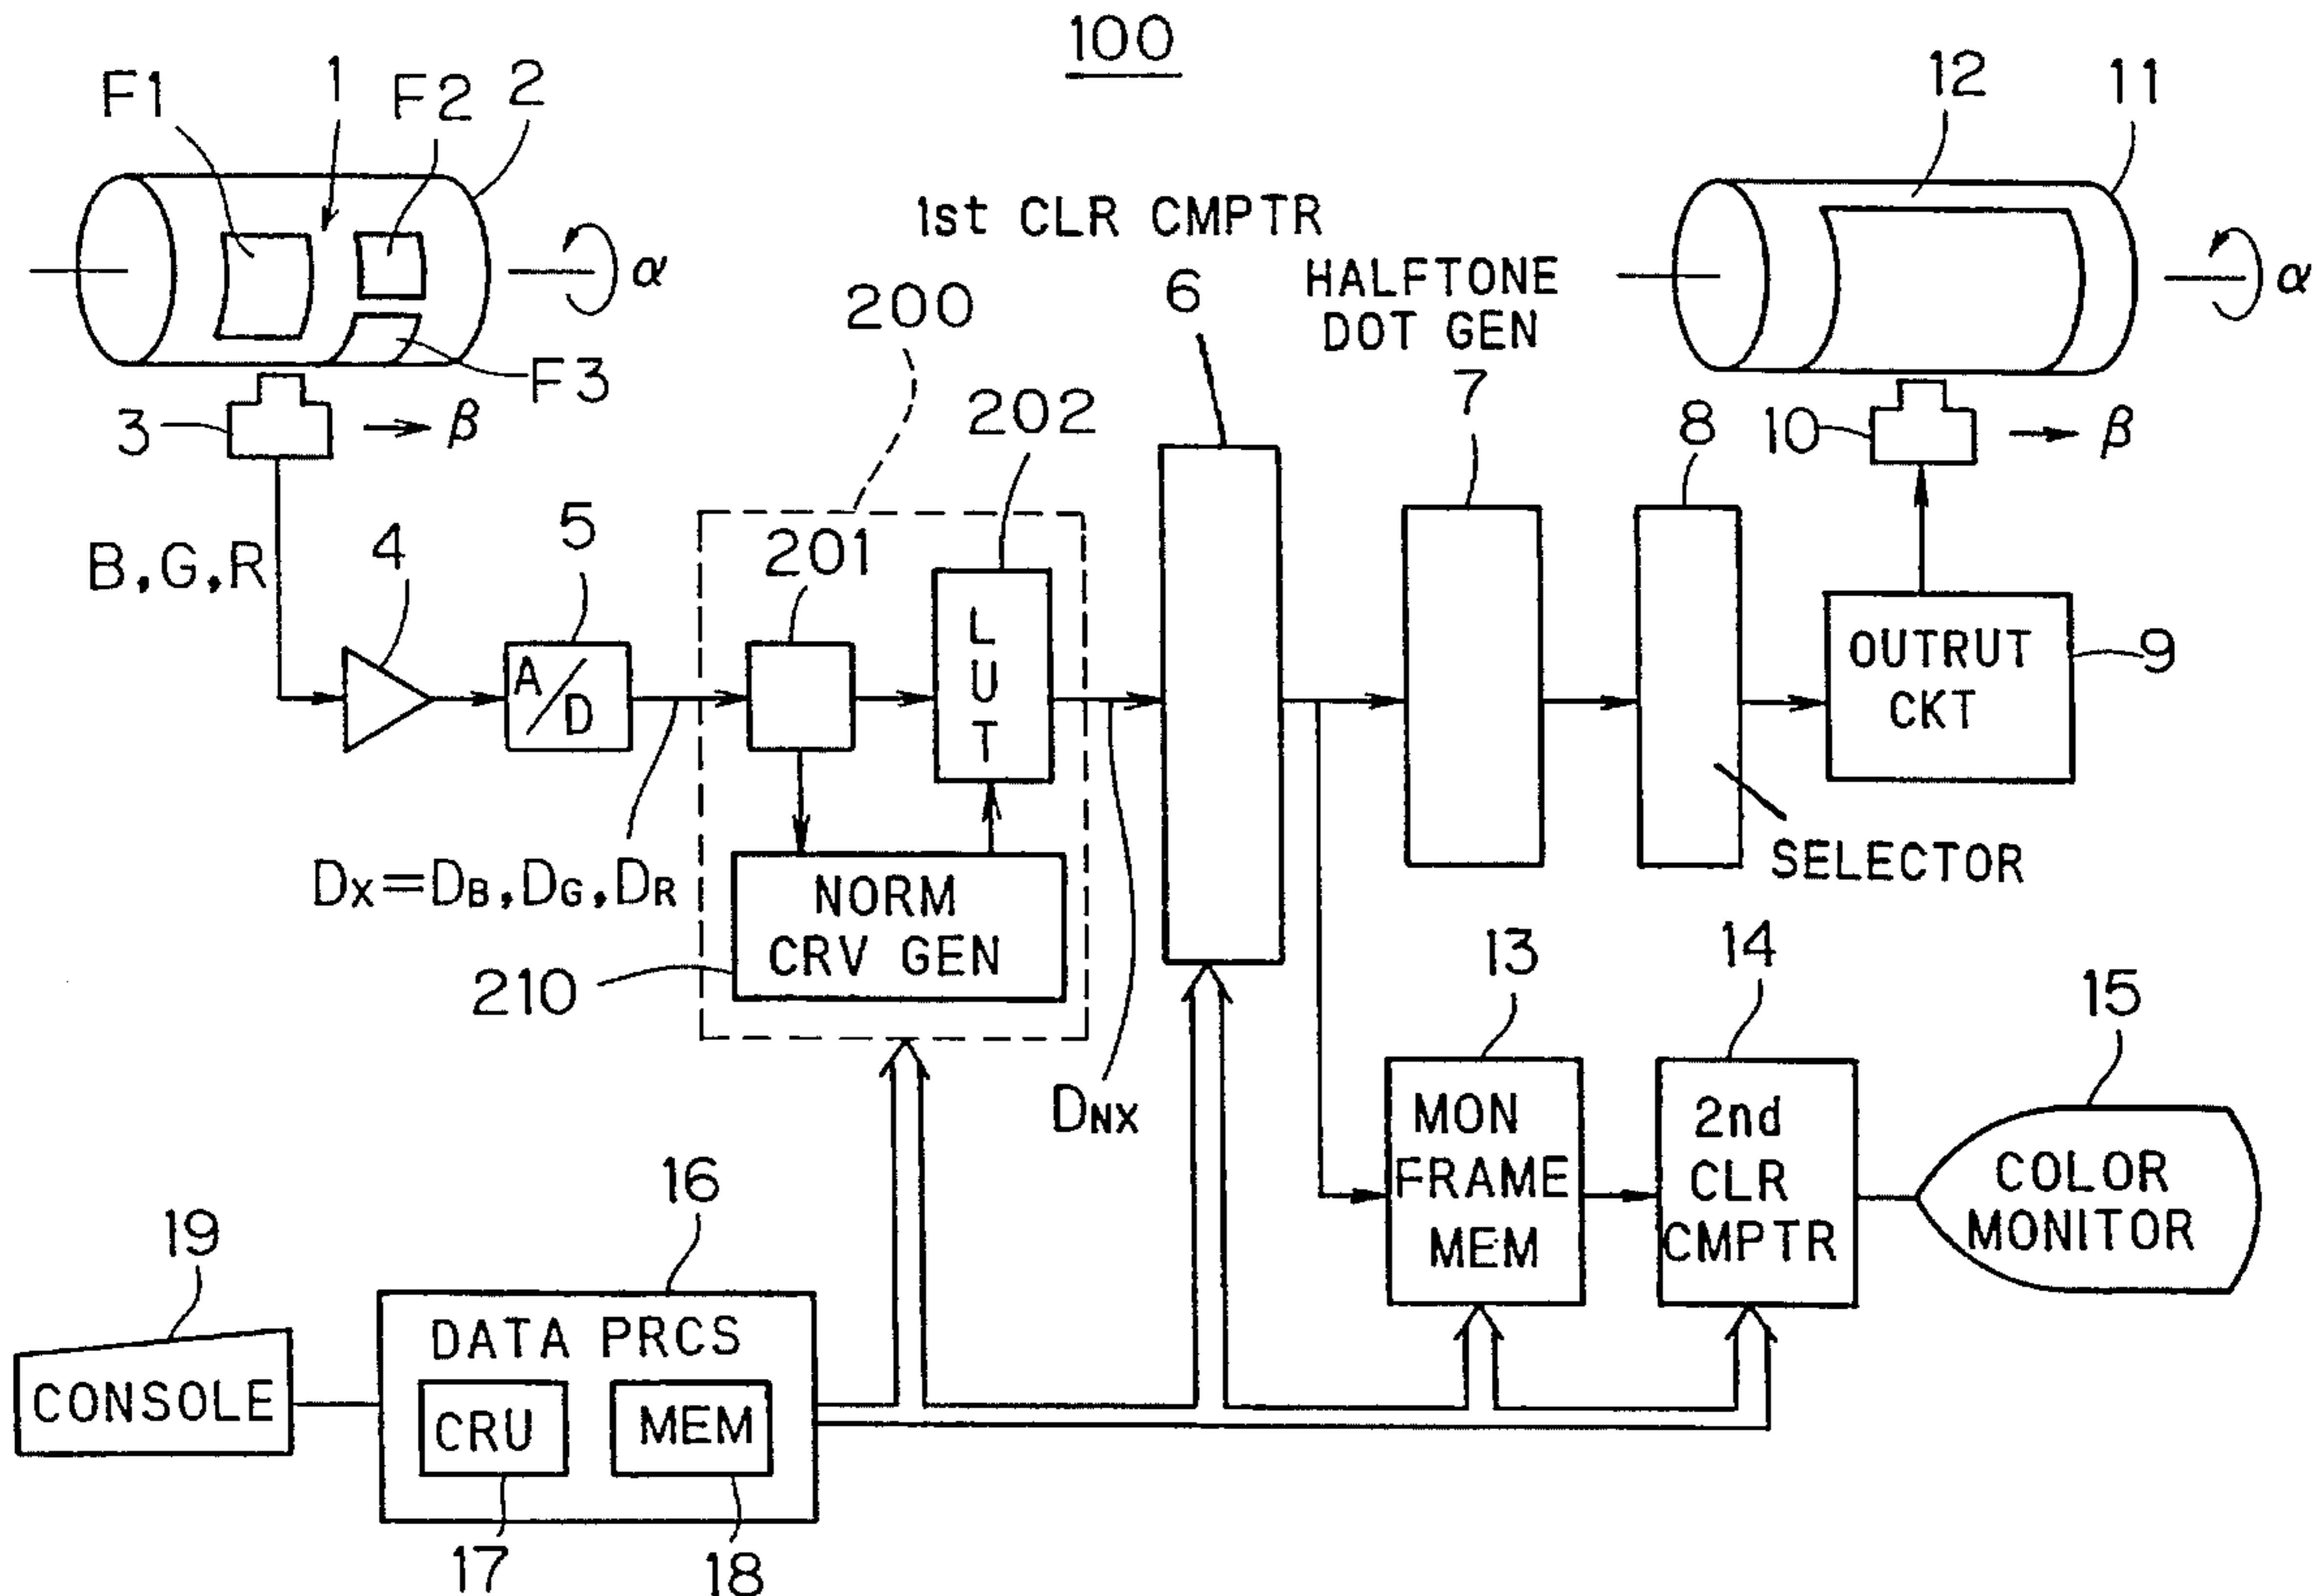 100
F1
1
F2
2
12
11
1st CLR CMPTR
α
200
6
HALFTONE
DOT GEN
α
F3
3
β
202
7
8
10
β
B,G,R
4
5
201
A/D
L
U
T
OUTRUT
CKT
9
DX=DB,DG,DR
NORM
CRV GEN
210
SELECTOR
13
14
15
DNX
MON
FRAME
MEM
2nd
CLR
CMPTR
COLOR
MONITOR
16
19
DATA PRCS
CONSOLE
CRU
MEM
17
18